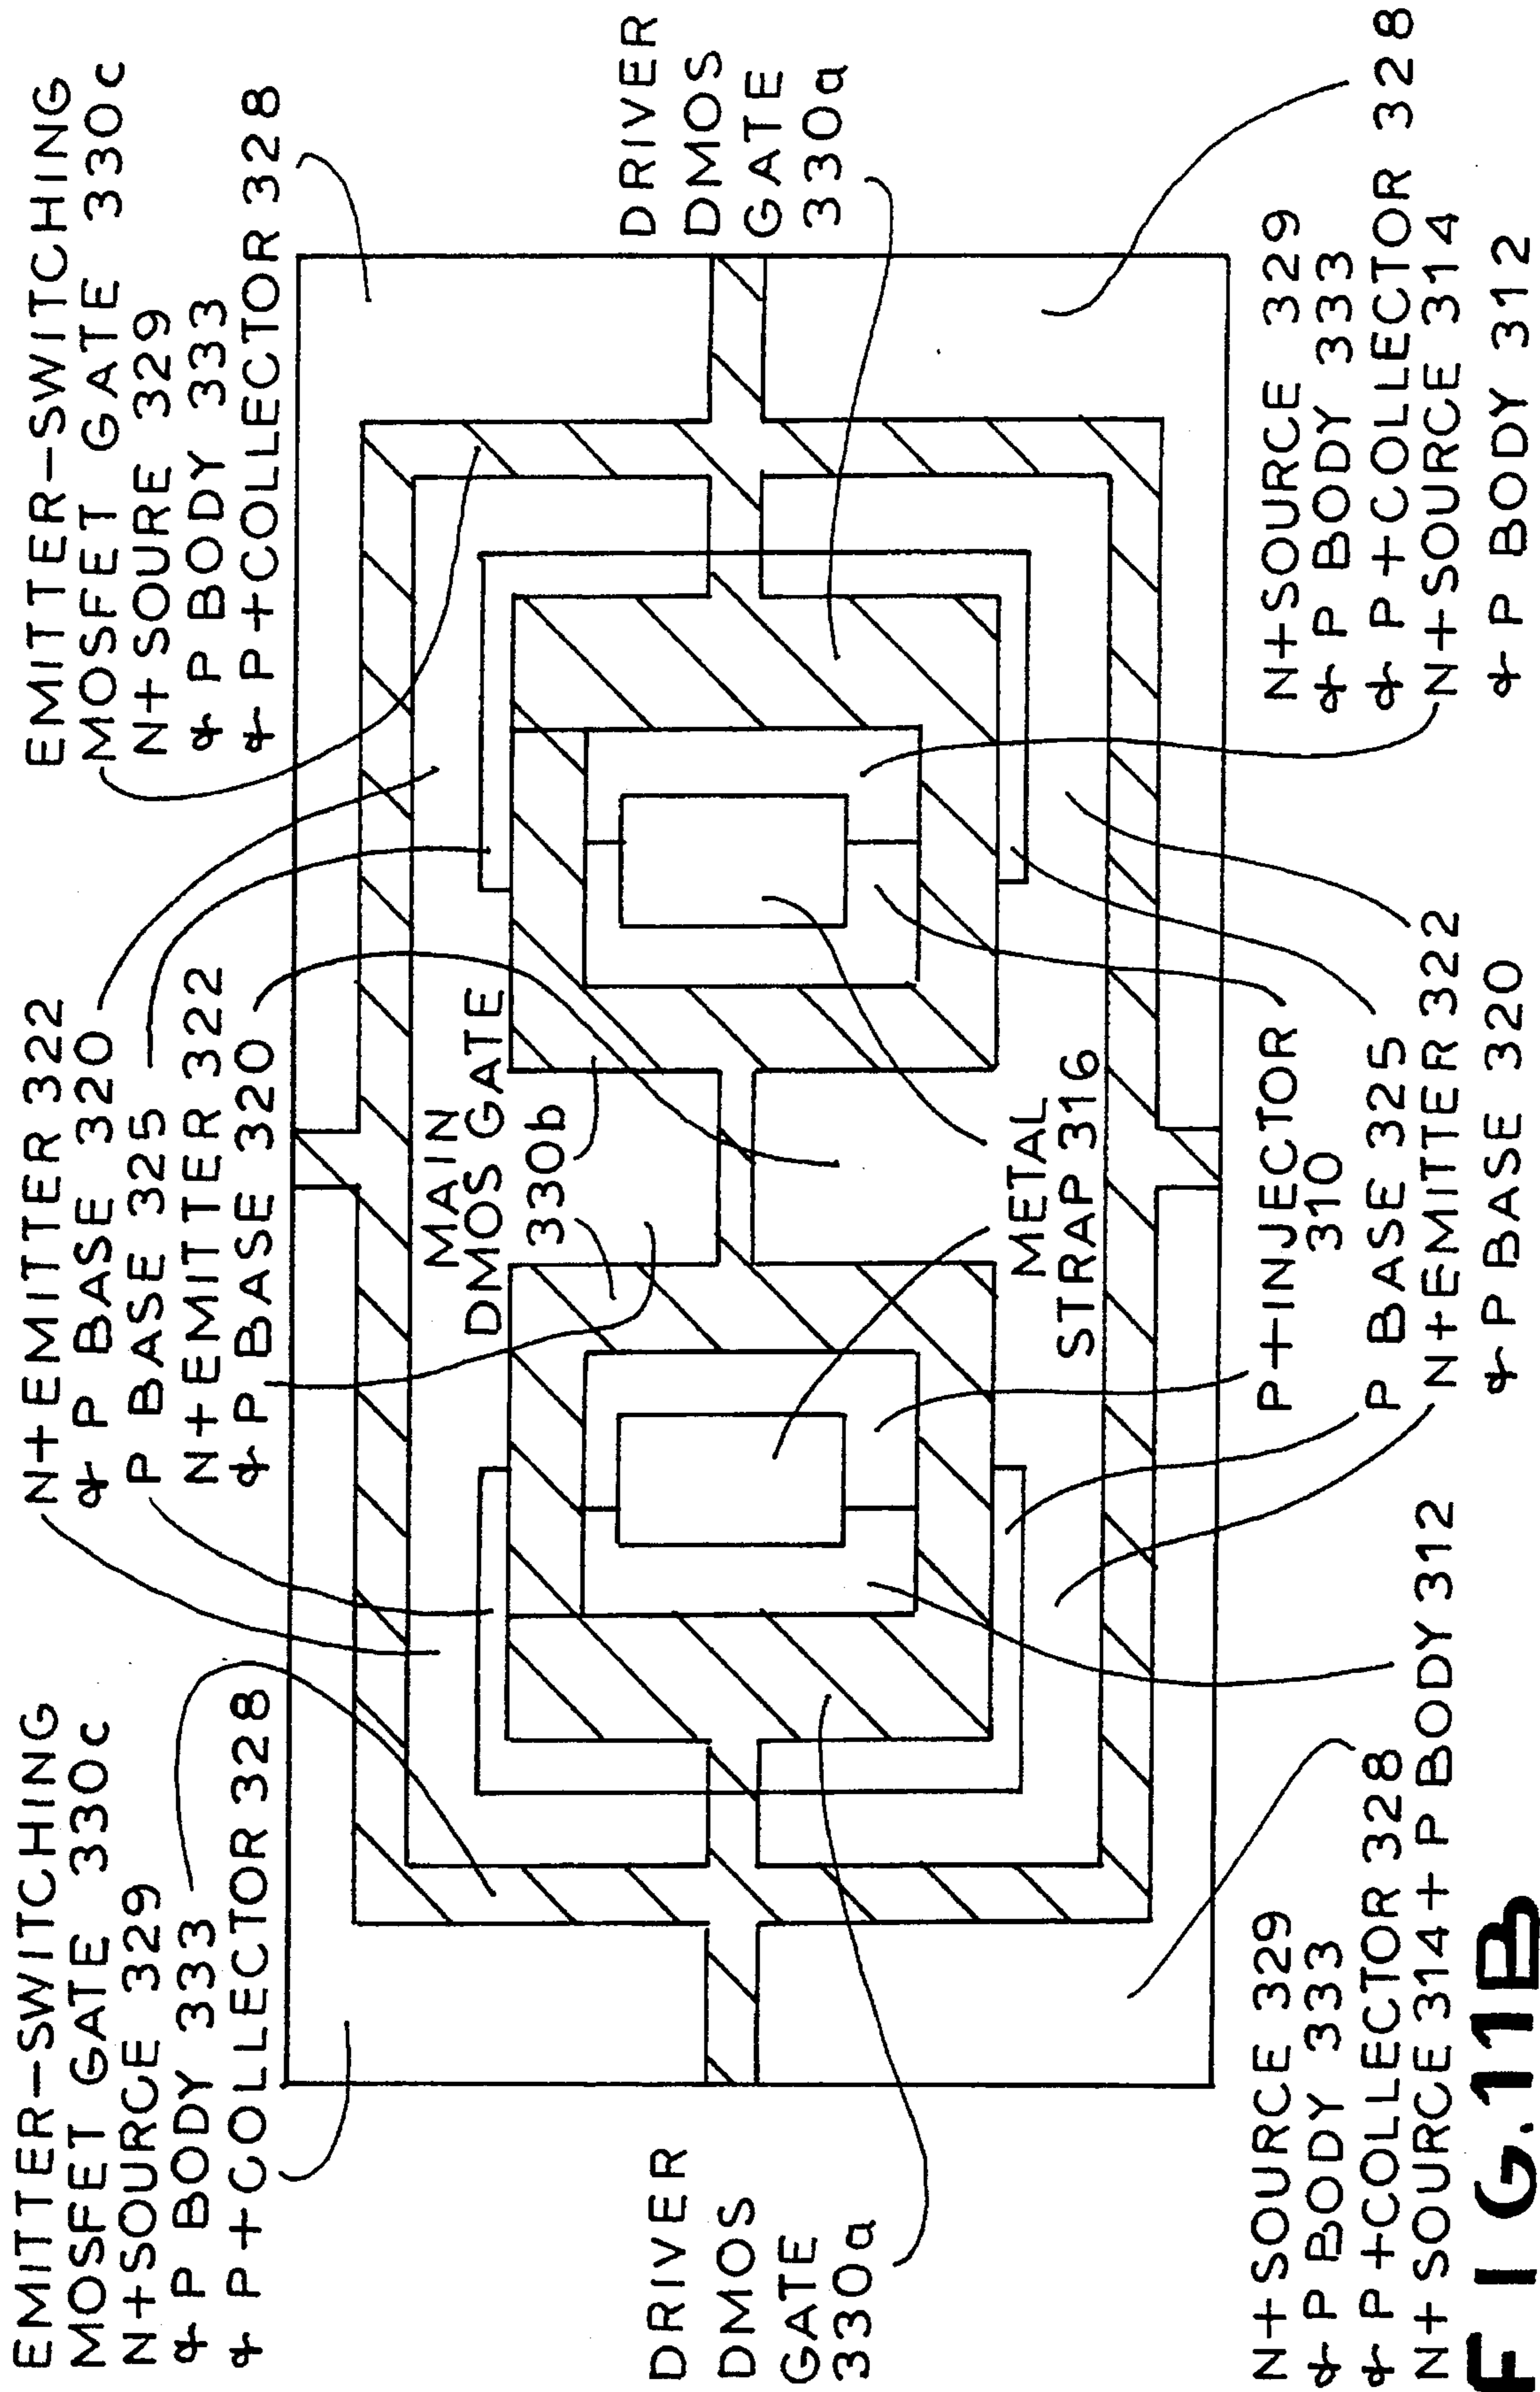 EMITTER-SWITCHING
MOSFET GATE 330c
N+SOURCE 329
& P BODY 333
& P+COLLECTOR 328
N+EMITTER 322
& P BASE 320
P BASE 325
N+EMITTER 322
& P BASE 320
EMITTER-SWITCHING
MOSFET GATE 330c
N+SOURE 329
& P BODY 333
& P+COLLECTOR 328
MAIN
DMOS GATE
330b
DRIVER
DMOS
GATE
330a
DRIVER
DMOS
GATE
330a
METAL
STRAP 316
N+SOURCE 329
& P BODY 333
& P+COLLECTOR 328
N+SOURCE 314+ P BODY 312
P+INJECTOR
310
P BASE 325
N+EMITTER 322
& P BASE 320
N+SOURCE 329
& P BODY 333
& P+COLLECTOR 328
N+SOURCE 314
& P BODY 312
FIG.11B